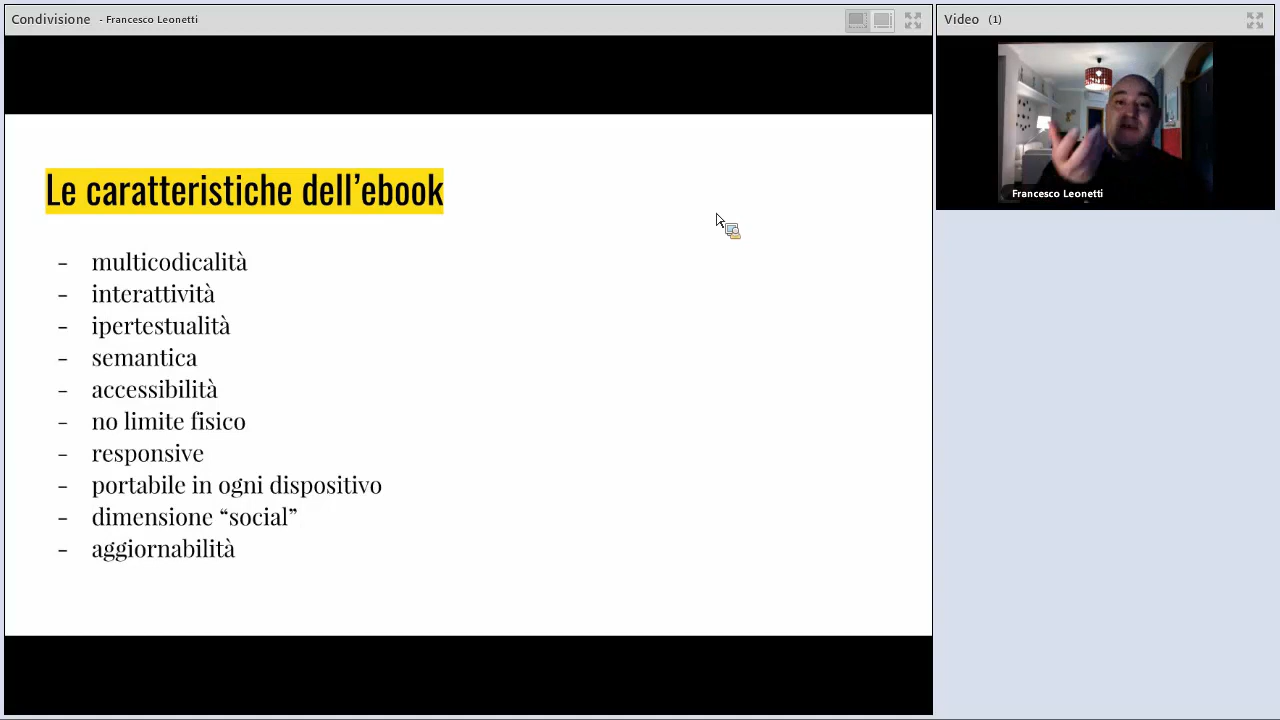 Condivisione - Francesco Leonetti
Video (1)
Francesco Leonetti
Le caratteristiche dell’ebook
- multicodicalità
- interattività
- ipertestualità
- semantica
- accessibilità
- no limite fisico
- responsive
- portabile in ogni dispositivo
- dimensione “social”
- aggiornabilità